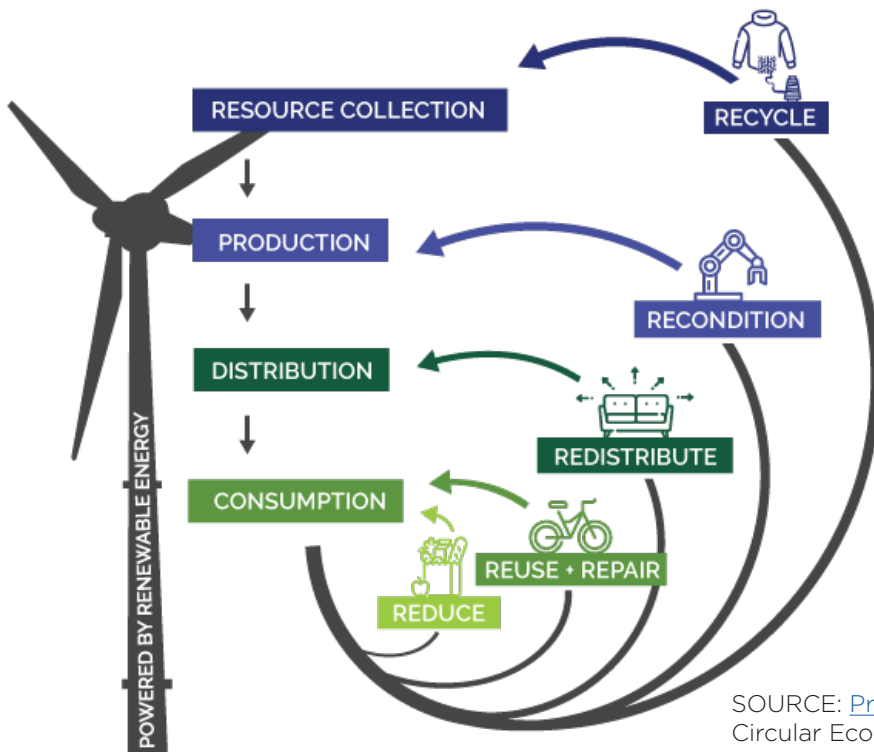 RESOURCE COLLECTION
RECYCLE
PRODUCTION
RECONDITION
DISTRIBUTION
REDISTRIBUTE
CONSUMPTION
REUSE + REPAIR
REDUCE
POWERED BY RENEWABLE ENERGY
SOURCE: Pr
Circular Eco